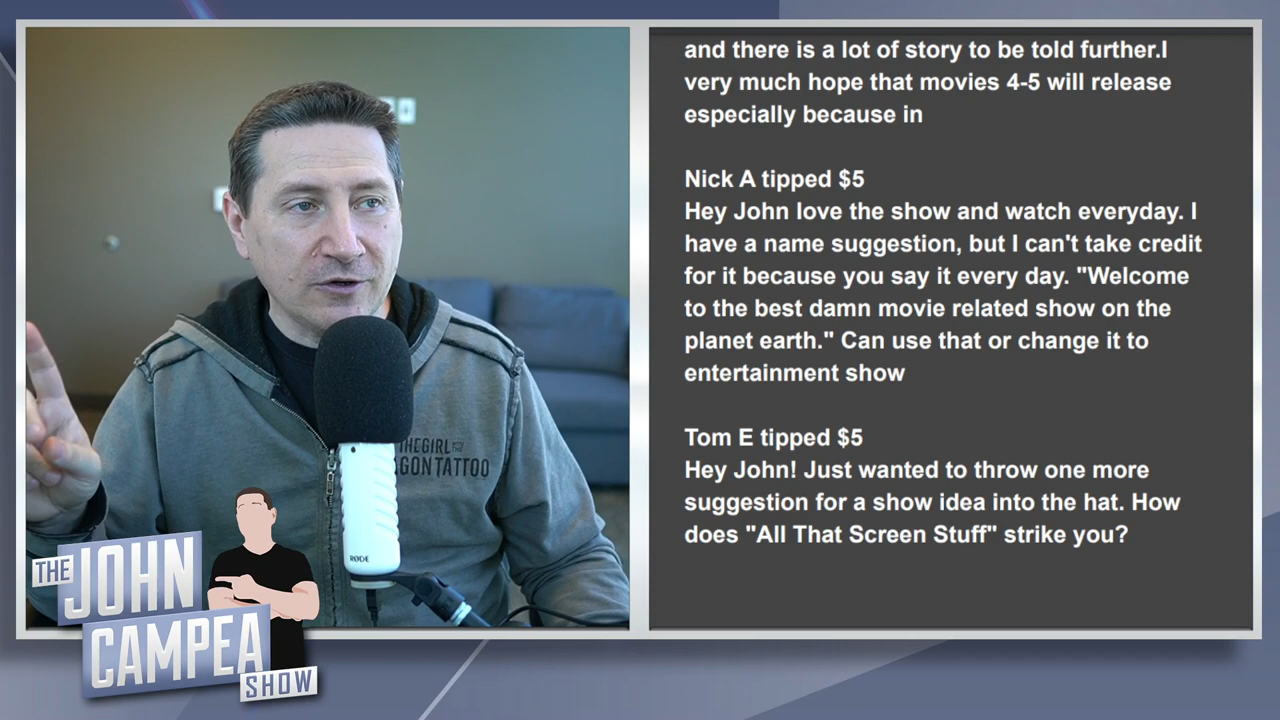 and there is a lot of story to be told further.I
very much hope that movies 4-5 will release
especially because in
Nick A tipped $5
Hey John love the show and watch everyday. I
have a name suggestion, but I can't take credit
for it because you say it every day. "Welcome
to the best damn movie related show on the
planet earth." Can use that or change it to
entertainment show
Tom E tipped $5
Hey John! Just wanted to throw one more
suggestion for a show idea into the hat. How
does "All That Screen Stuff" strike you?
THE GIRL
GON TATTOO
RØDE
THE
JOHN
CAMPEA
SHOW